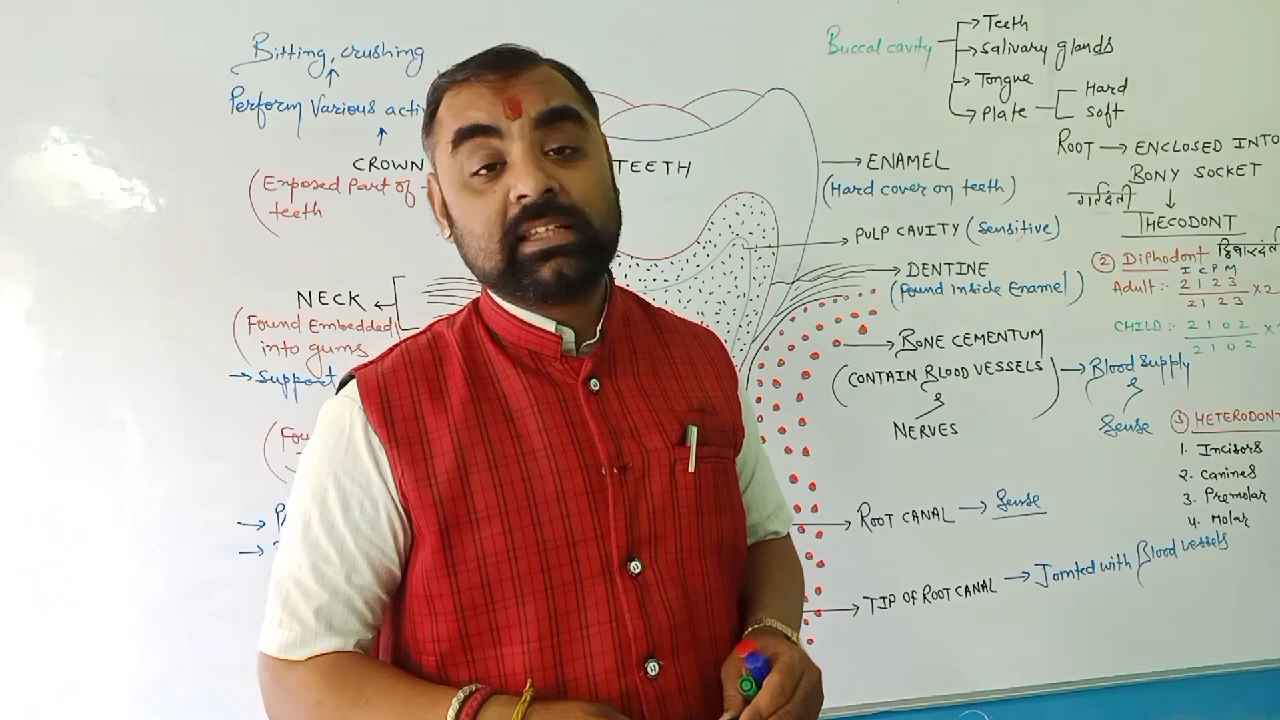 Bitting, crushing
Perform Various acti
CROWN
(Exposed Part of
teeth
NECK
(Found Embedded
into gums
Support
(Fou
TEETH
Buccal cavity
Teeth
Salivary glands
Tongue
Plate
Hard
Soft
ENAMEL
(Hard cover on teeth)
PULP CAVITY (Sensitive)
DENTINE
(Found Inside Enamel)
BONE CEMENTUM
(CONTAIN BLOOD VESSELS)
&
NERVES
Blood Supply
&
Sense
ROOT CANAL → Sense
TIP OF ROOT CANAL → Jointed with Blood vessels
ROOT → ENCLOSED INTO
BONY SOCKET
गर्तदंती
THECODONT
② Diphodont
I C P M
Adult:- 2 1 2 3
2 1 2 3
×2
CHILD:- 2 1 0 2
2 1 0 2
×
③ HETERODONT
1. Incisors
2. Canines
3. Premolar
4. Molar